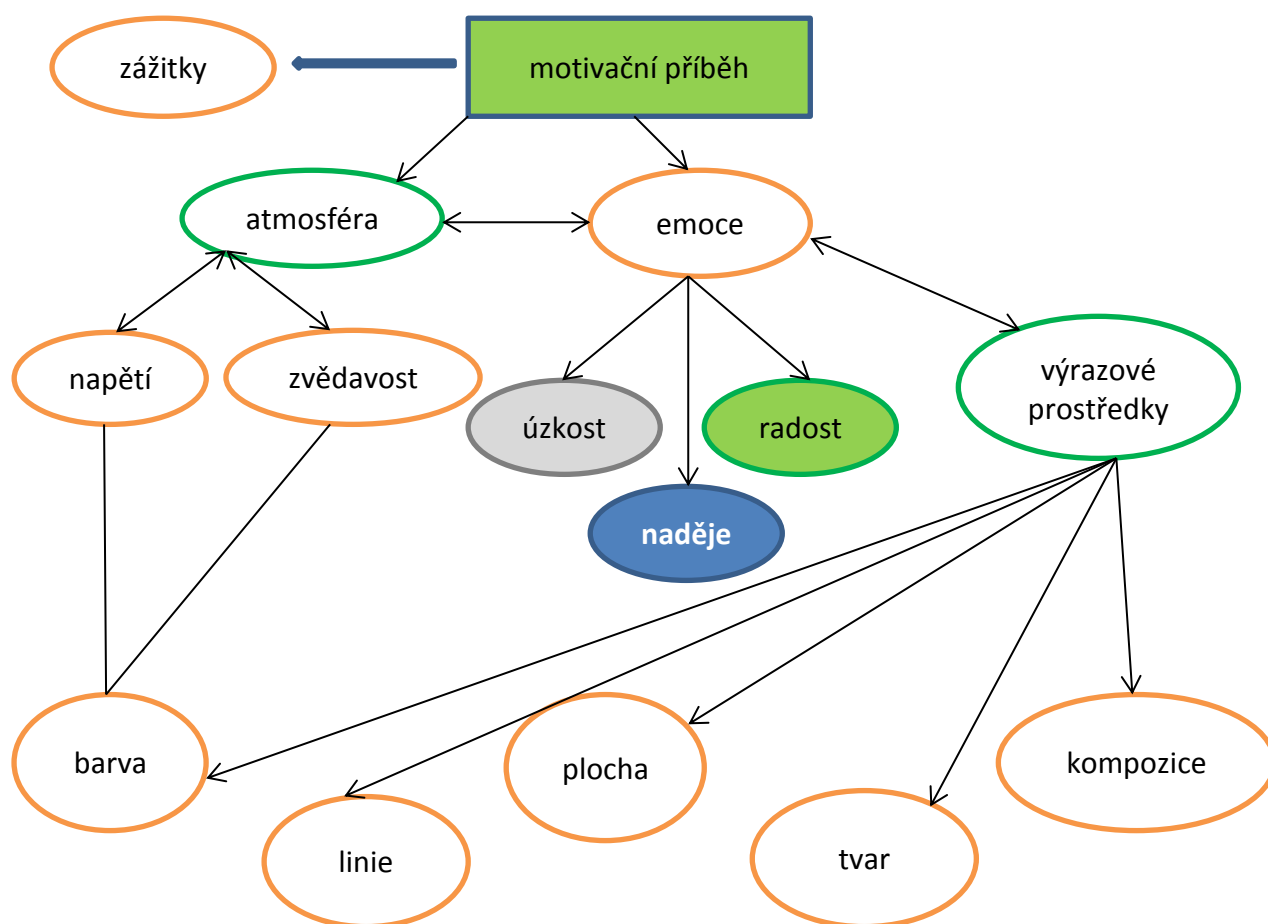 zážitky
motivační příběh
atmosféra
emoce
napětí
zvědavost
výrazové
prostředky
úzkost
radost
naděje
barva
plocha
kompozice
linie
tvar